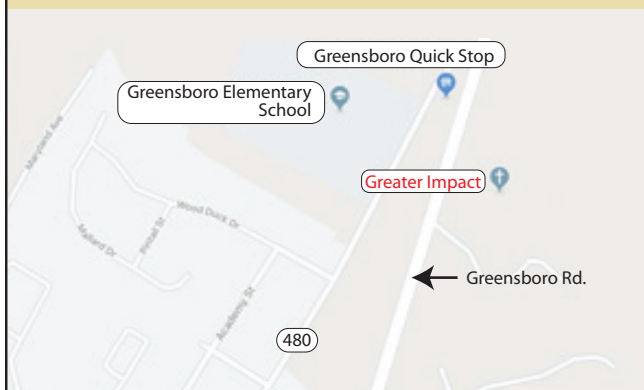 Greensboro Quick Stop
Greensboro Elementary
School
Maryland Ave
Greater Impact
Wood Duck Dr
Install St
Mallard Dr
Greensboro Rd.
Academy St
480